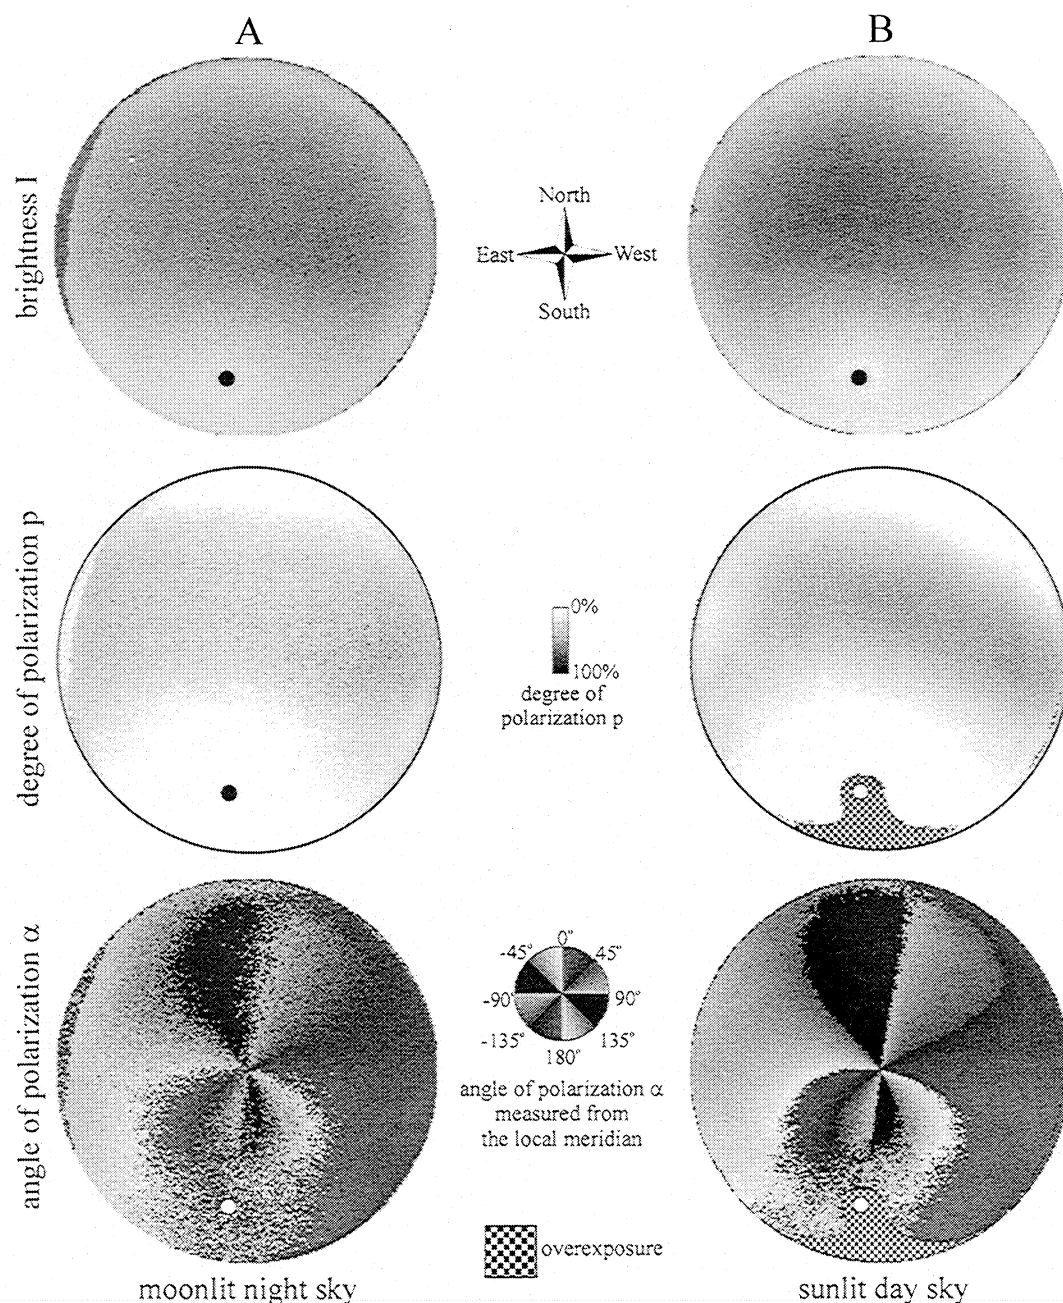 A
B
brightness I
North
East
West
South
degree of polarization p
0%
100%
degree of
polarization p
angle of polarization α
0°
-45°
45°
-90°
90°
-135°
135°
180°
angle of polarization α
measured from
the local meridian
overexposure
moonlit night sky
sunlit day sky